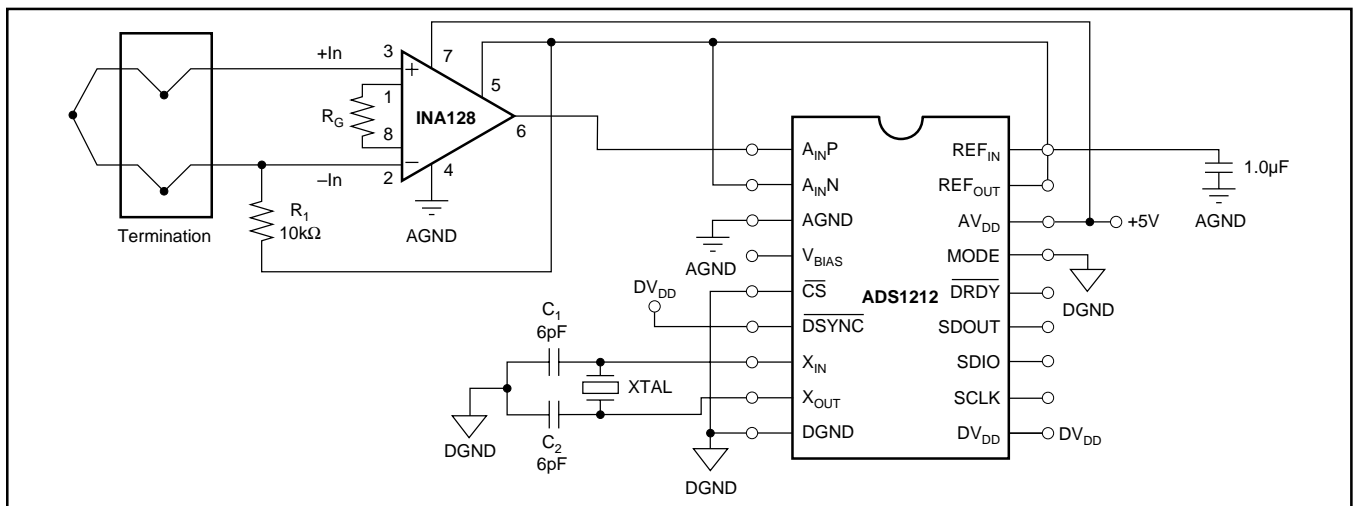 +In
3
7
5
1
R_G
INA128
6
8
–In
2
4
AGND
Termination
R_1
10kΩ
A_INP
A_INN
AGND
AGND
V_BIAS
CS
DSYNC
X_IN
X_OUT
DGND
DGND
DV_DD
C_1
6pF
XTAL
C_2
6pF
DGND
ADS1212
REF_IN
REF_OUT
AV_DD
MODE
DRDY
SDOUT
SDIO
SCLK
DV_DD
DV_DD
1.0µF
AGND
+5V
DGND